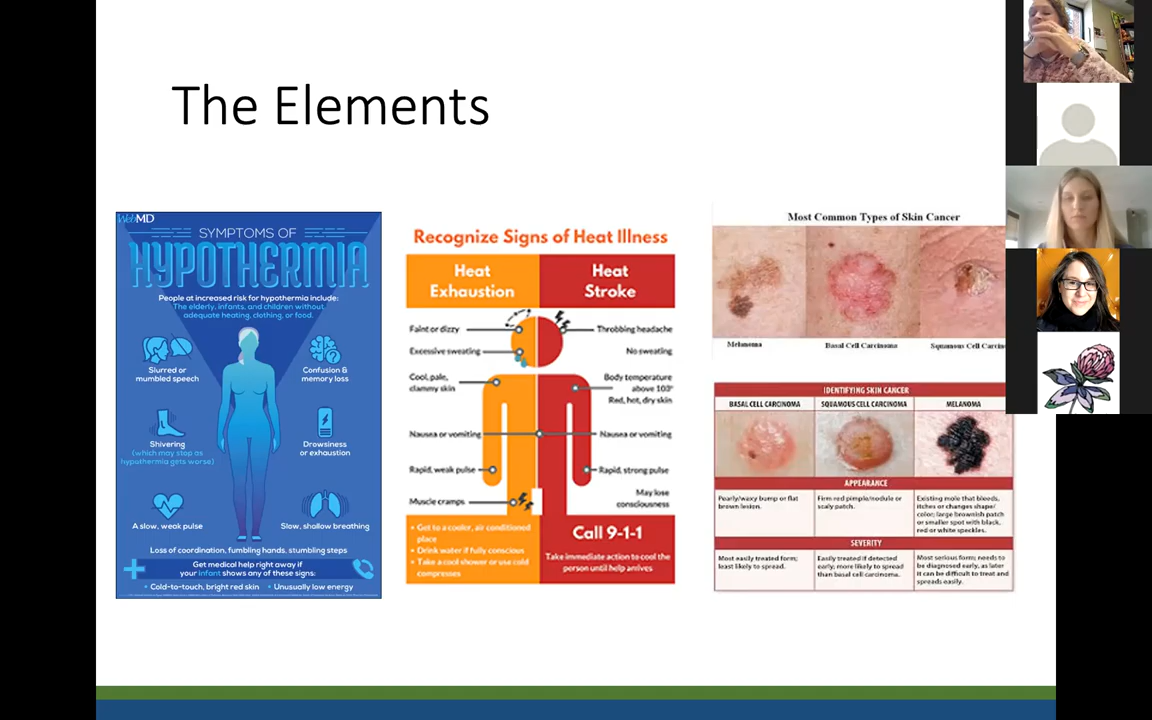 The Elements
WebMD
SYMPTOMS OF
HYPOTHERMIA
People at increased risk for hypothermia include:
The elderly, infants, and children without
adequate heating, clothing, or food.
Slurred or
mumbled speech
Confusion &
memory loss
Shivering
(which may stop as
hypothermia gets worse)
Drowsiness
or exhaustion
A slow, weak pulse
Slow, shallow breathing
Loss of coordination, fumbling hands, stumbling steps
Get medical help right away if
your infant shows any of these signs:
• Cold-to-touch, bright red skin • Unusually low energy
Recognize Signs of Heat Illness
Heat
Exhaustion
Heat
Stroke
Faint or dizzy
Throbbing headache
Excessive sweating
No sweating
Cool, pale,
clammy skin
Body temperature
above 103°
Red, hot, dry skin
Nausea or vomiting
Nausea or vomiting
Rapid, weak pulse
Rapid, strong pulse
Muscle cramps
May lose
consciousness
• Get to a cooler, air conditioned
place
• Drink water if fully conscious
• Take a cool shower or use cold
compresses
Call 9-1-1
Take immediate action to cool the
person until help arrives
Most Common Types of Skin Cancer
Melanoma
Basal Cell Carcinoma
Squamous Cell Carcin
IDENTIFYING SKIN CANCER
BASAL CELL CARCINOMA
SQUAMOUS CELL CARCINOMA
MELANOMA
APPEARANCE
Pearly/waxy bump or flat
brown lesion.
Firm red pimple/nodule or
scaly patch.
Existing mole that bleeds,
itches or changes shape/
color; large brownish patch
or smaller spot with black,
red or white speckles.
SEVERITY
Most easily treated form;
least likely to spread.
Easily treated if detected
early; more likely to spread
than basal cell carcinoma.
Most serious form; needs to
be diagnosed early, as later
it can be difficult to treat and
spreads easily.